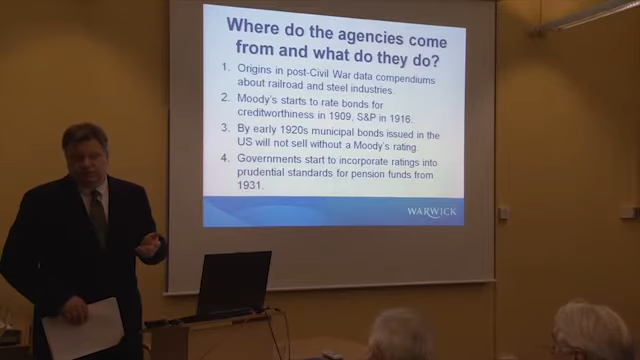 Where do the agencies come
from and what do they do?
1. Origins in post-Civil War data compendiums
about railroad and steel industries.
2. Moody's starts to rate bonds for
creditworthiness in 1909, S&P in 1916.
3. By early 1920s municipal bonds issued in the
US will not sell without a Moody's rating.
4. Governments start to incorporate ratings into
prudential standards for pension funds from
1931.
WARWICK